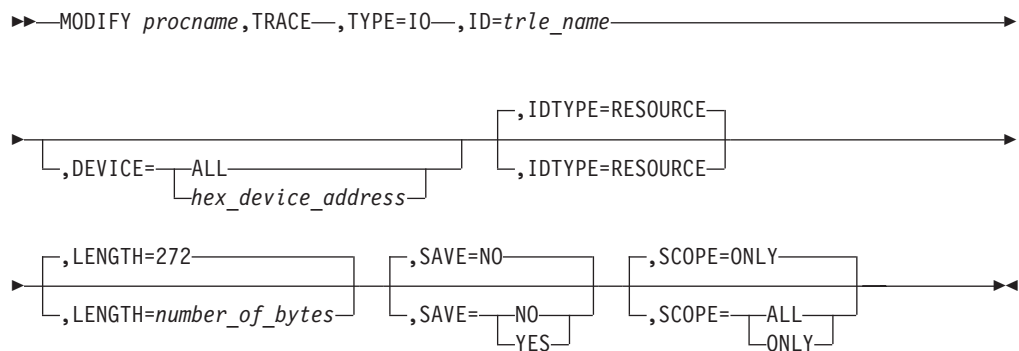 MODIFY procname,TRACE ,TYPE=IO ,ID=trle_name
,IDTYPE=RESOURCE
,DEVICE= ALL ,IDTYPE=RESOURCE
hex_device_address
,LENGTH=272 ,SAVE=NO ,SCOPE=ONLY
,LENGTH=number_of_bytes ,SAVE= NO ,SCOPE= ALL
YES ONLY